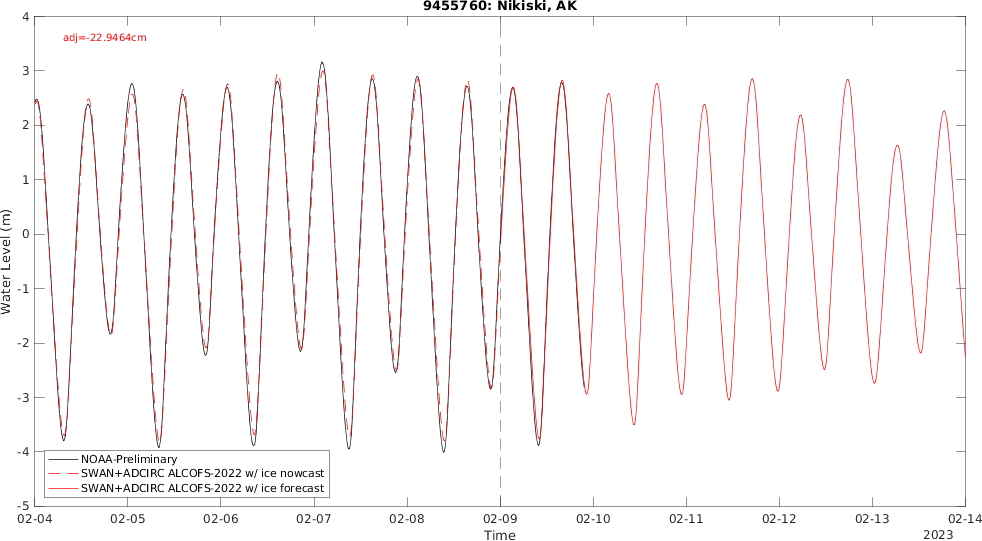 9455760: Nikiski, AK
adj=-22.9464cm
4
3
2
1
0
-1
-2
-3
-4
-5
Water Level (m)
NOAA-Preliminary
SWAN+ADCIRC ALCOFS-2022 w/ ice nowcast
SWAN+ADCIRC ALCOFS-2022 w/ ice forecast
02-04 02-05 02-06 02-07 02-08 02-09 02-10 02-11 02-12 02-13 02-14
Time
2023